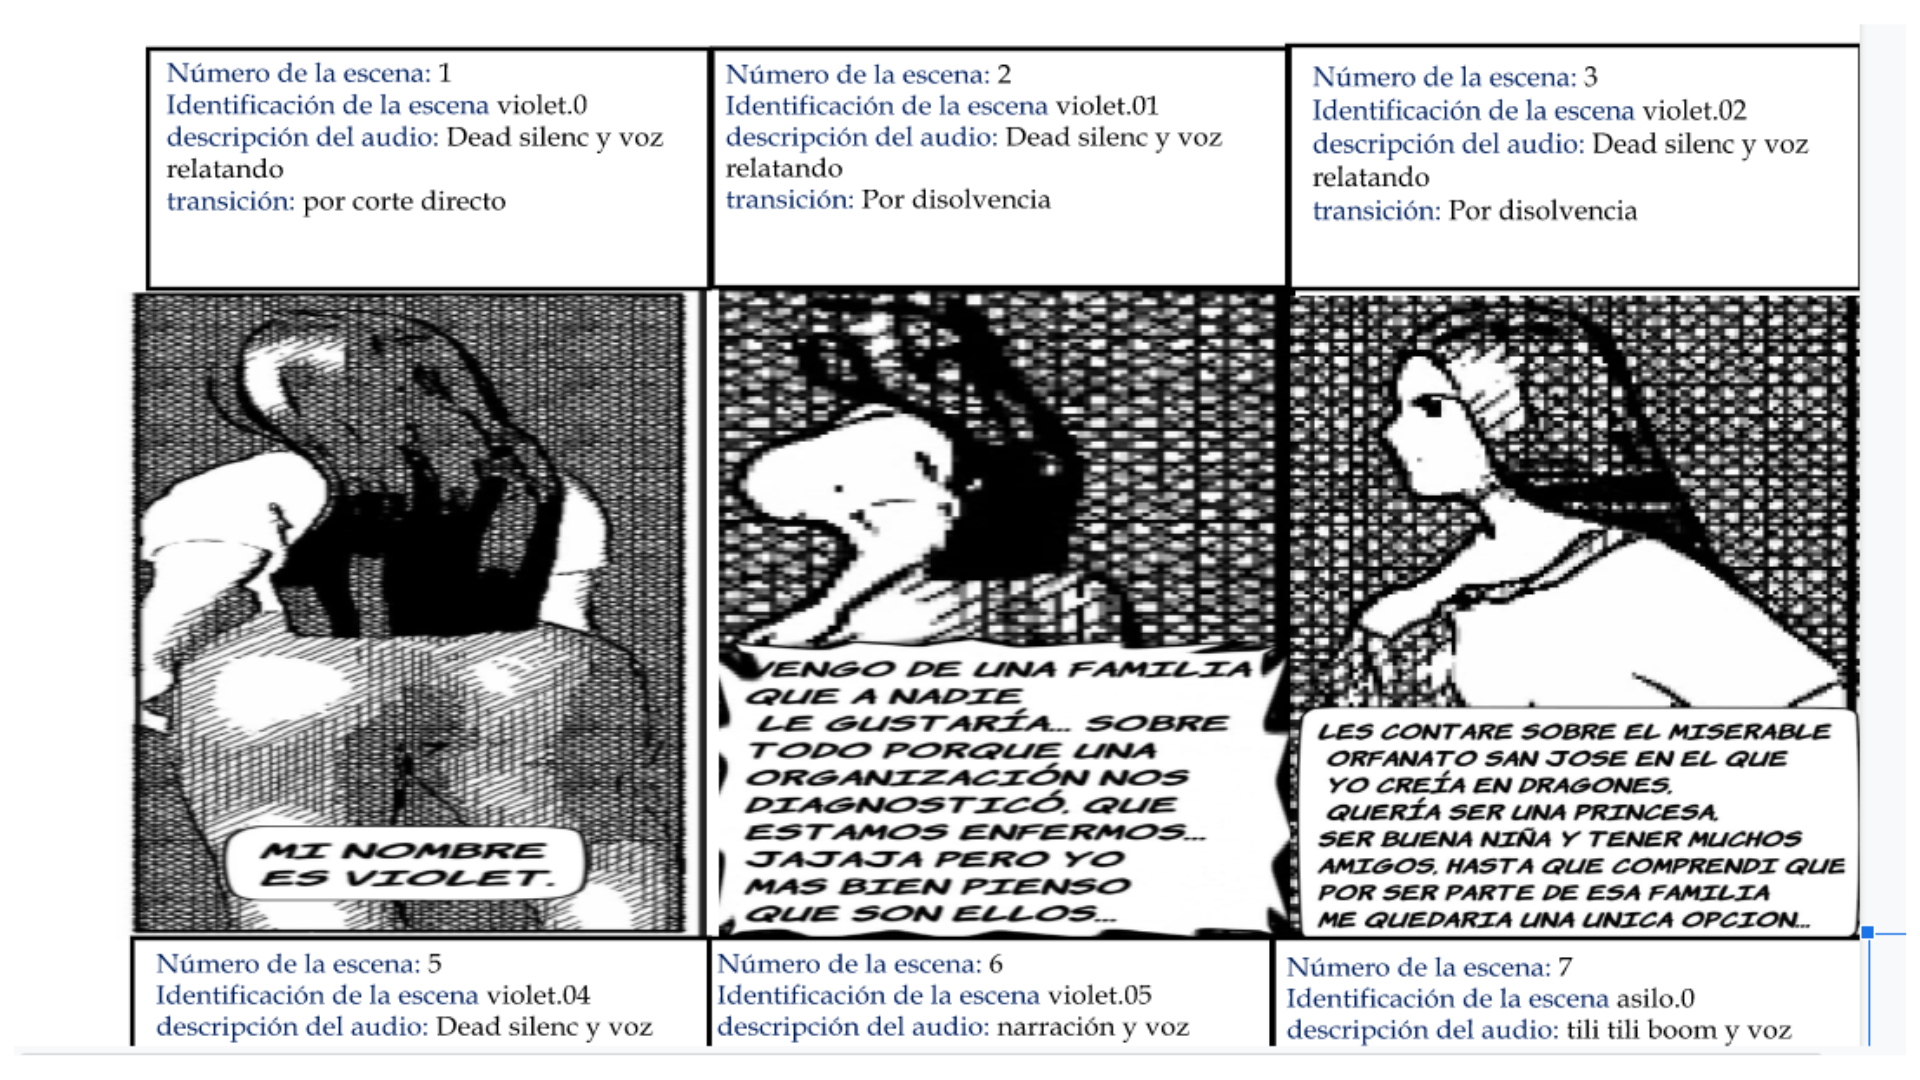 Número de la escena: 1
Identificación de la escena violet.0
descripción del audio: Dead silenc y voz
relatando
transición: por corte directo
Número de la escena: 2
Identificación de la escena violet.01
descripción del audio: Dead silenc y voz
relatando
transición: Por disolvencia
Número de la escena: 3
Identificación de la escena violet.02
descripción del audio: Dead silenc y voz
relatando
transición: Por disolvencia
MI NOMBRE
ES VIOLET.
VENGO DE UNA FAMILIA
QUE A NADIE
LE GUSTARÍA... SOBRE
TODO PORQUE UNA
ORGANIZACIÓN NOS
DIAGNOSTICÓ. QUE
ESTAMOS ENFERMOS...
JAJAJA PERO YO
MAS BIEN PIENSO
QUE SON ELLOS...
LES CONTARE SOBRE EL MISERABLE
ORFANATO SAN JOSE EN EL QUE
YO CREÍA EN DRAGONES,
QUERÍA SER UNA PRINCESA,
SER BUENA NIÑA Y TENER MUCHOS
AMIGOS, HASTA QUE COMPRENDI QUE
POR SER PARTE DE ESA FAMILIA
ME QUEDARIA UNA UNICA OPCION...
Número de la escena: 5
Identificación de la escena violet.04
descripción del audio: Dead silenc y voz
Número de la escena: 6
Identificación de la escena violet.05
descripción del audio: narración y voz
Número de la escena: 7
Identificación de la escena asilo.0
descripción del audio: tili tili boom y voz